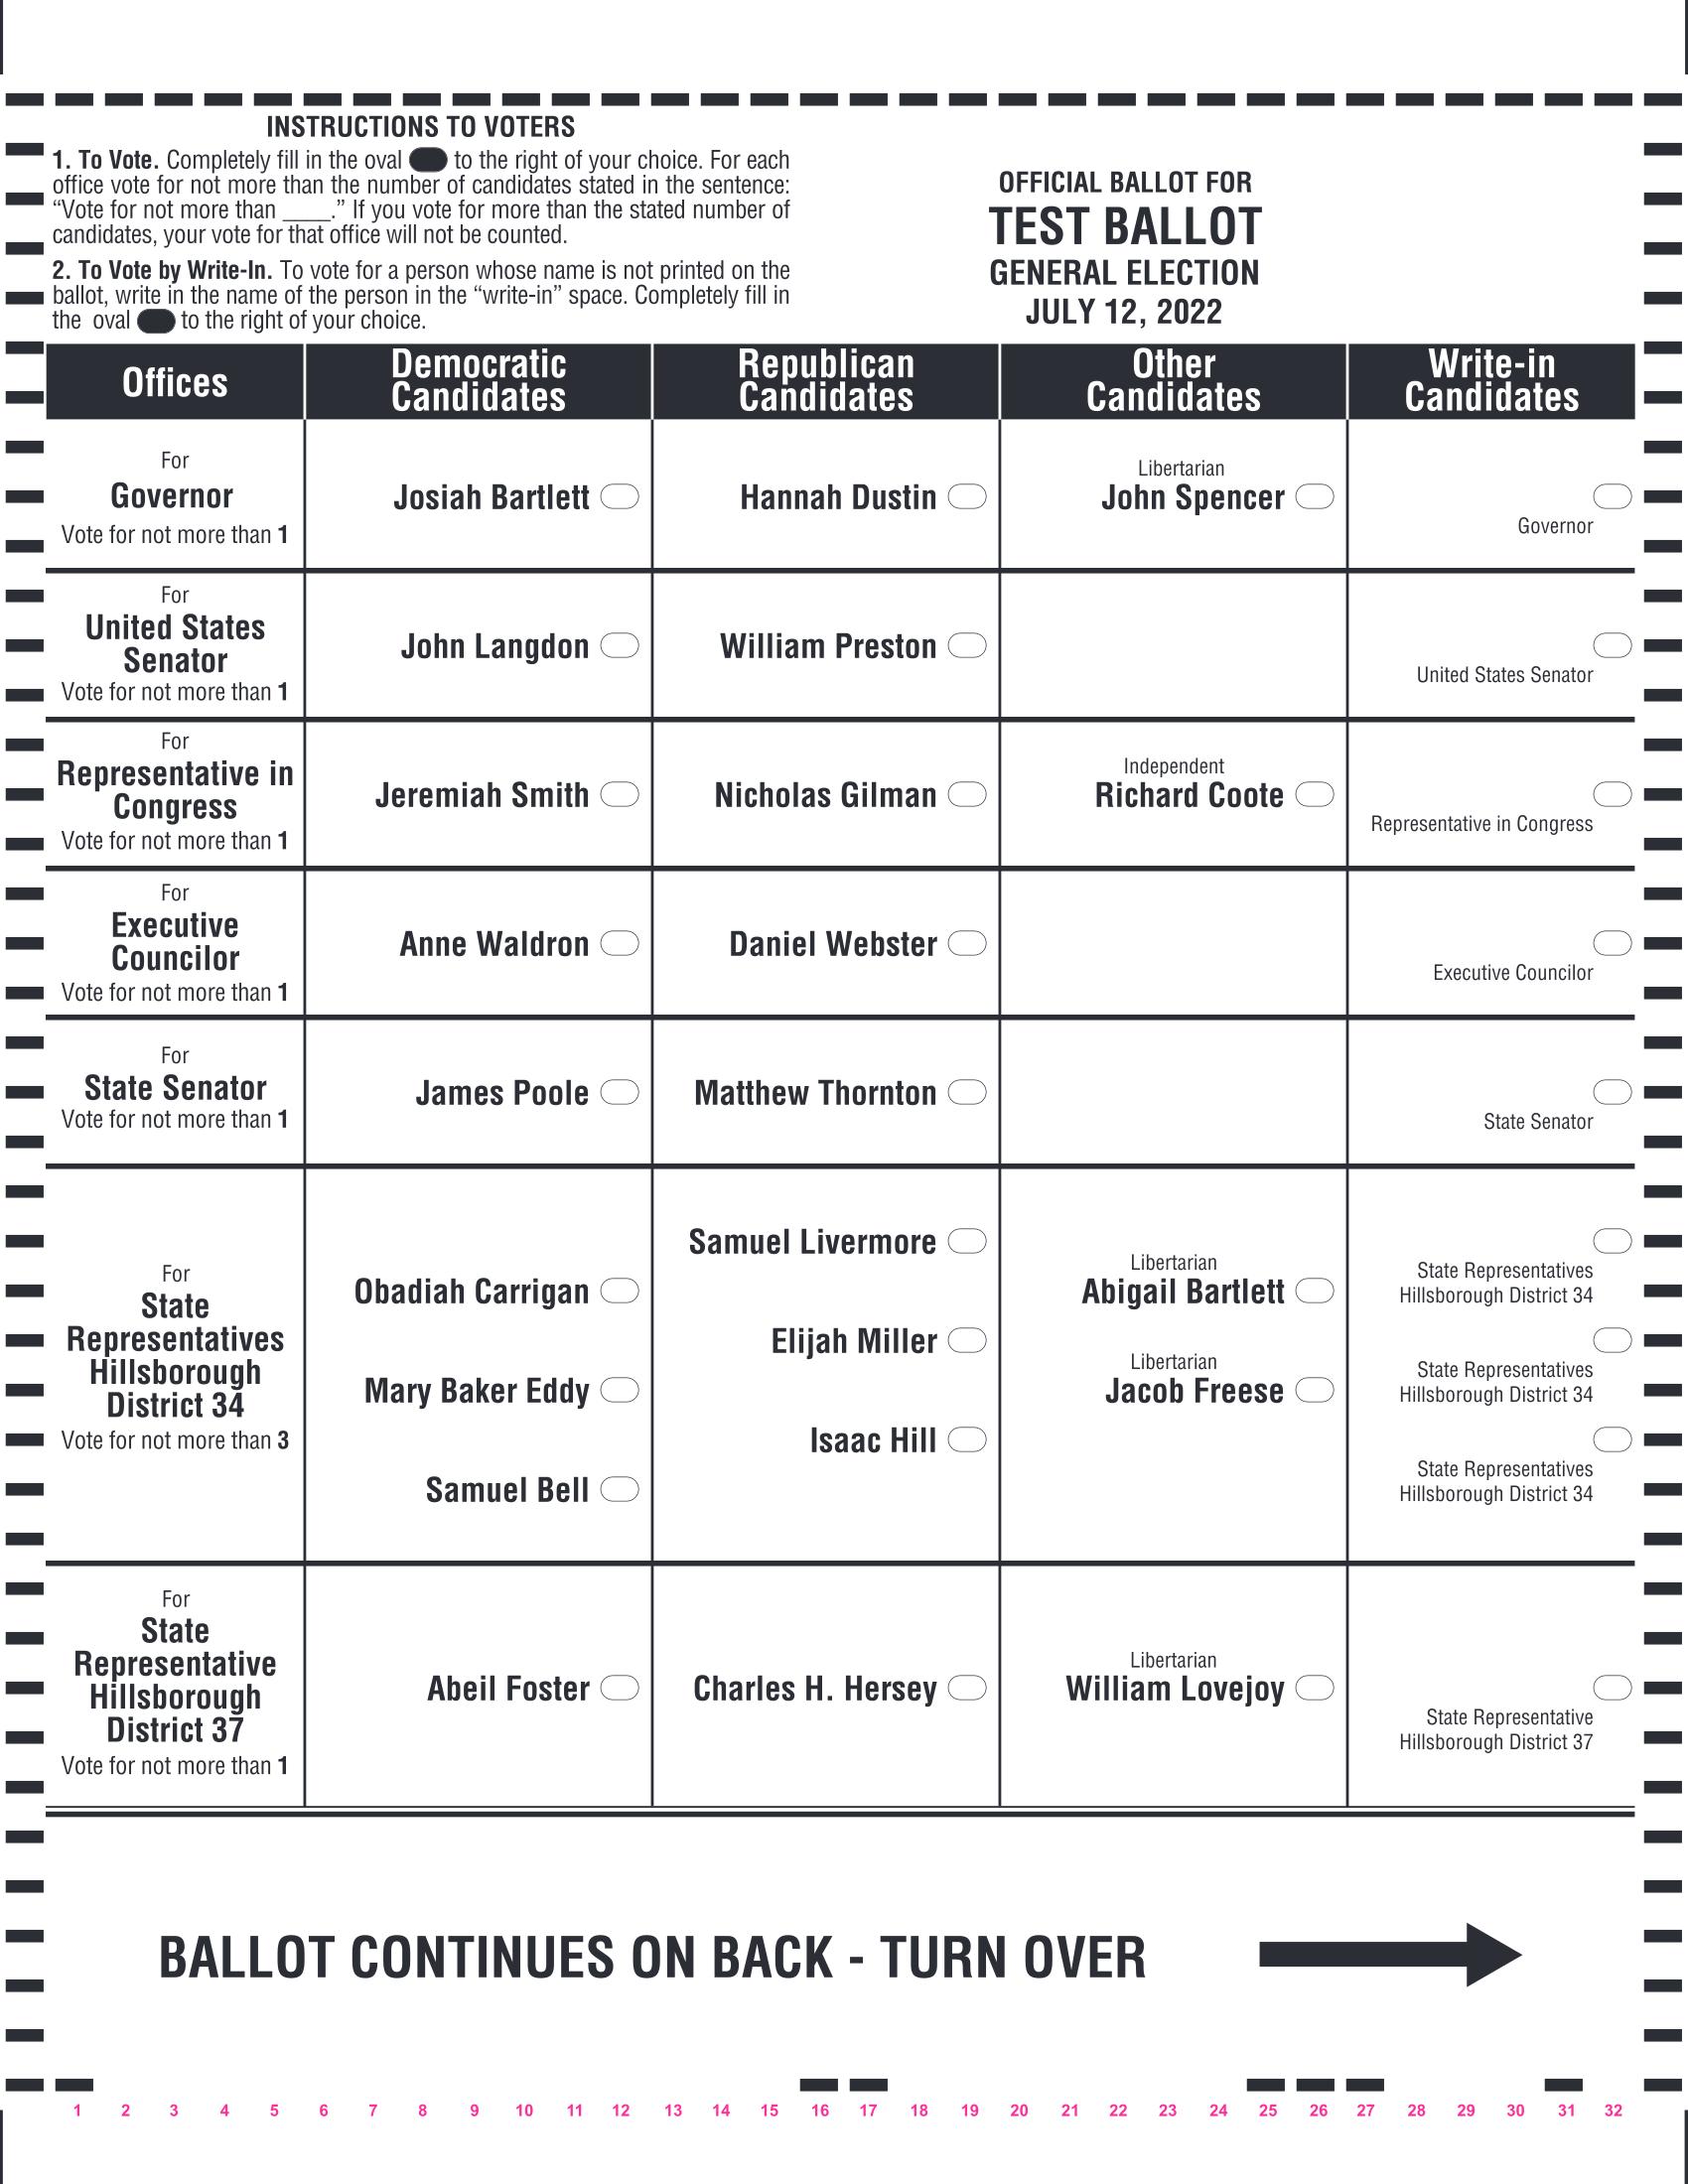 INSTRUCTIONS TO VOTERS
1. To Vote. Completely fill in the oval to the right of your choice. For each
office vote for not more than the number of candidates stated in the sentence:
“Vote for not more than ____.” If you vote for more than the stated number of
candidates, your vote for that office will not be counted.
2. To Vote by Write-In. To vote for a person whose name is not printed on the
ballot, write in the name of the person in the “write-in” space. Completely fill in
the oval to the right of your choice.
OFFICIAL BALLOT FOR
TEST BALLOT
GENERAL ELECTION
JULY 12, 2022
Offices
Democratic
Candidates
Republican
Candidates
Other
Candidates
Write-in
Candidates
For
Governor
Vote for not more than 1
Josiah Bartlett
Hannah Dustin
Libertarian
John Spencer
Governor
For
United States
Senator
Vote for not more than 1
John Langdon
William Preston
United States Senator
For
Representative in
Congress
Vote for not more than 1
Jeremiah Smith
Nicholas Gilman
Independent
Richard Coote
Representative in Congress
For
Executive
Councilor
Vote for not more than 1
Anne Waldron
Daniel Webster
Executive Councilor
For
State Senator
Vote for not more than 1
James Poole
Matthew Thornton
State Senator
For
State
Representatives
Hillsborough
District 34
Vote for not more than 3
Obadiah Carrigan
Mary Baker Eddy
Samuel Bell
Samuel Livermore
Elijah Miller
Isaac Hill
Libertarian
Abigail Bartlett
Libertarian
Jacob Freese
State Representatives
Hillsborough District 34
State Representatives
Hillsborough District 34
State Representatives
Hillsborough District 34
For
State
Representative
Hillsborough
District 37
Vote for not more than 1
Abeil Foster
Charles H. Hersey
Libertarian
William Lovejoy
State Representative
Hillsborough District 37
BALLOT CONTINUES ON BACK - TURN OVER
1 2 3 4 5 6 7 8 9 10 11 12 13 14 15 16 17 18 19 20 21 22 23 24 25 26 27 28 29 30 31 32